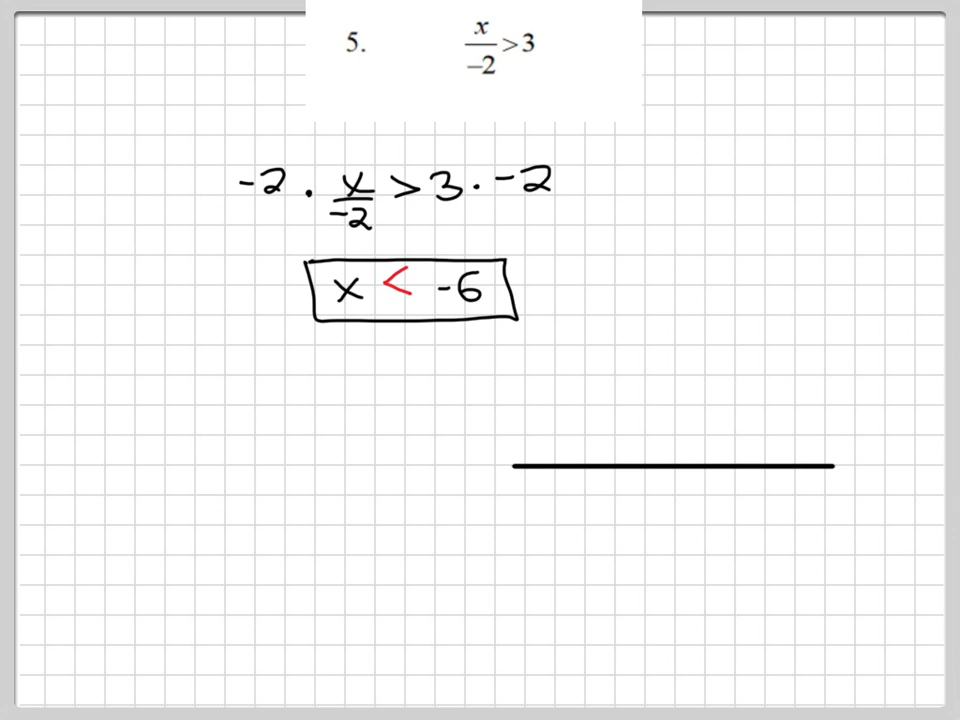 5. x/–2 > 3
-2 · x/-2 > 3 · -2
x < -6